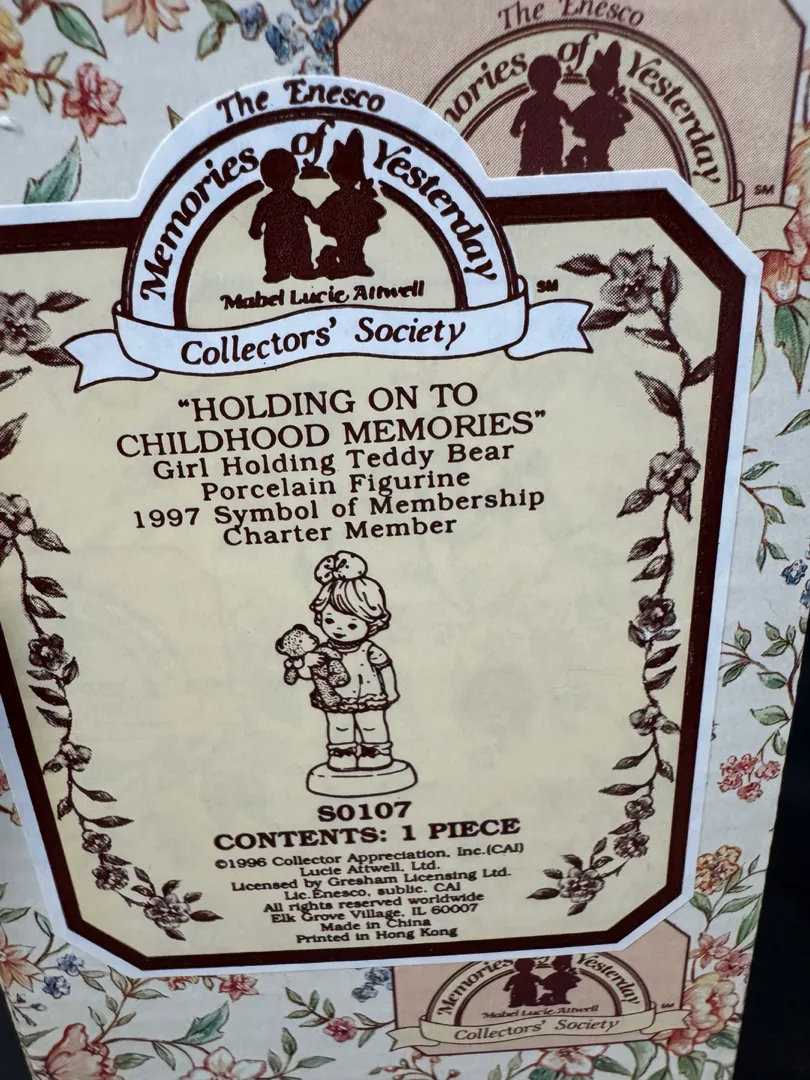 The Enesco
Memories of Yesterday
SM
The Enesco
Memories of Yesterday
Mabel Lucie Attwell
SM
Collectors' Society
"HOLDING ON TO
CHILDHOOD MEMORIES"
Girl Holding Teddy Bear
Porcelain Figurine
1997 Symbol of Membership
Charter Member
S0107
CONTENTS: 1 PIECE
©1996 Collector Appreciation, Inc.(CAI)
Lucie Attwell, Ltd.
Licensed by Gresham Licensing Ltd.
Lic.Enesco, sublic. CAI
All rights reserved worldwide
Elk Grove Village, IL 60007
Made in China
Printed in Hong Kong
Memories of Yesterday
SM
Mabel Lucie Attwell
Collectors' Society